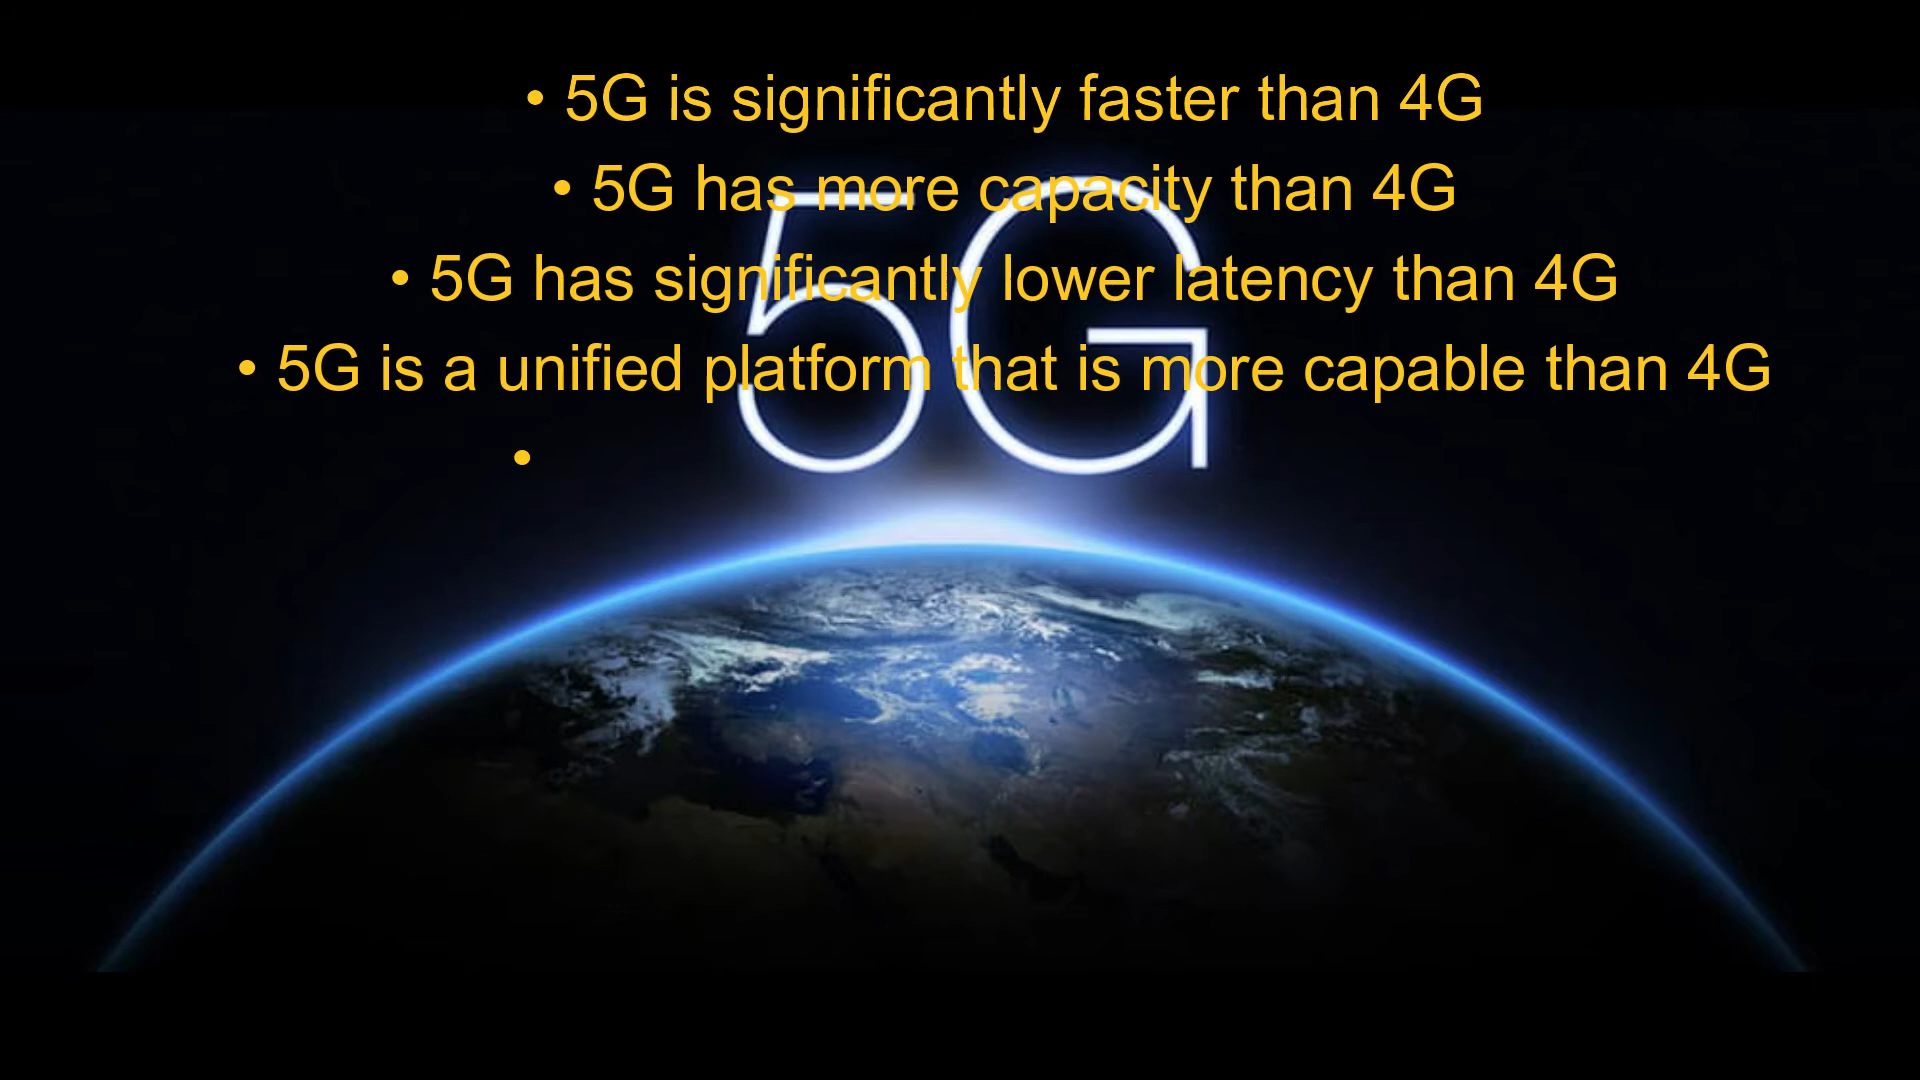 • 5G is significantly faster than 4G
• 5G has more capacity than 4G
• 5G has significantly lower latency than 4G
• 5G is a unified platform that is more capable than 4G
•
5G